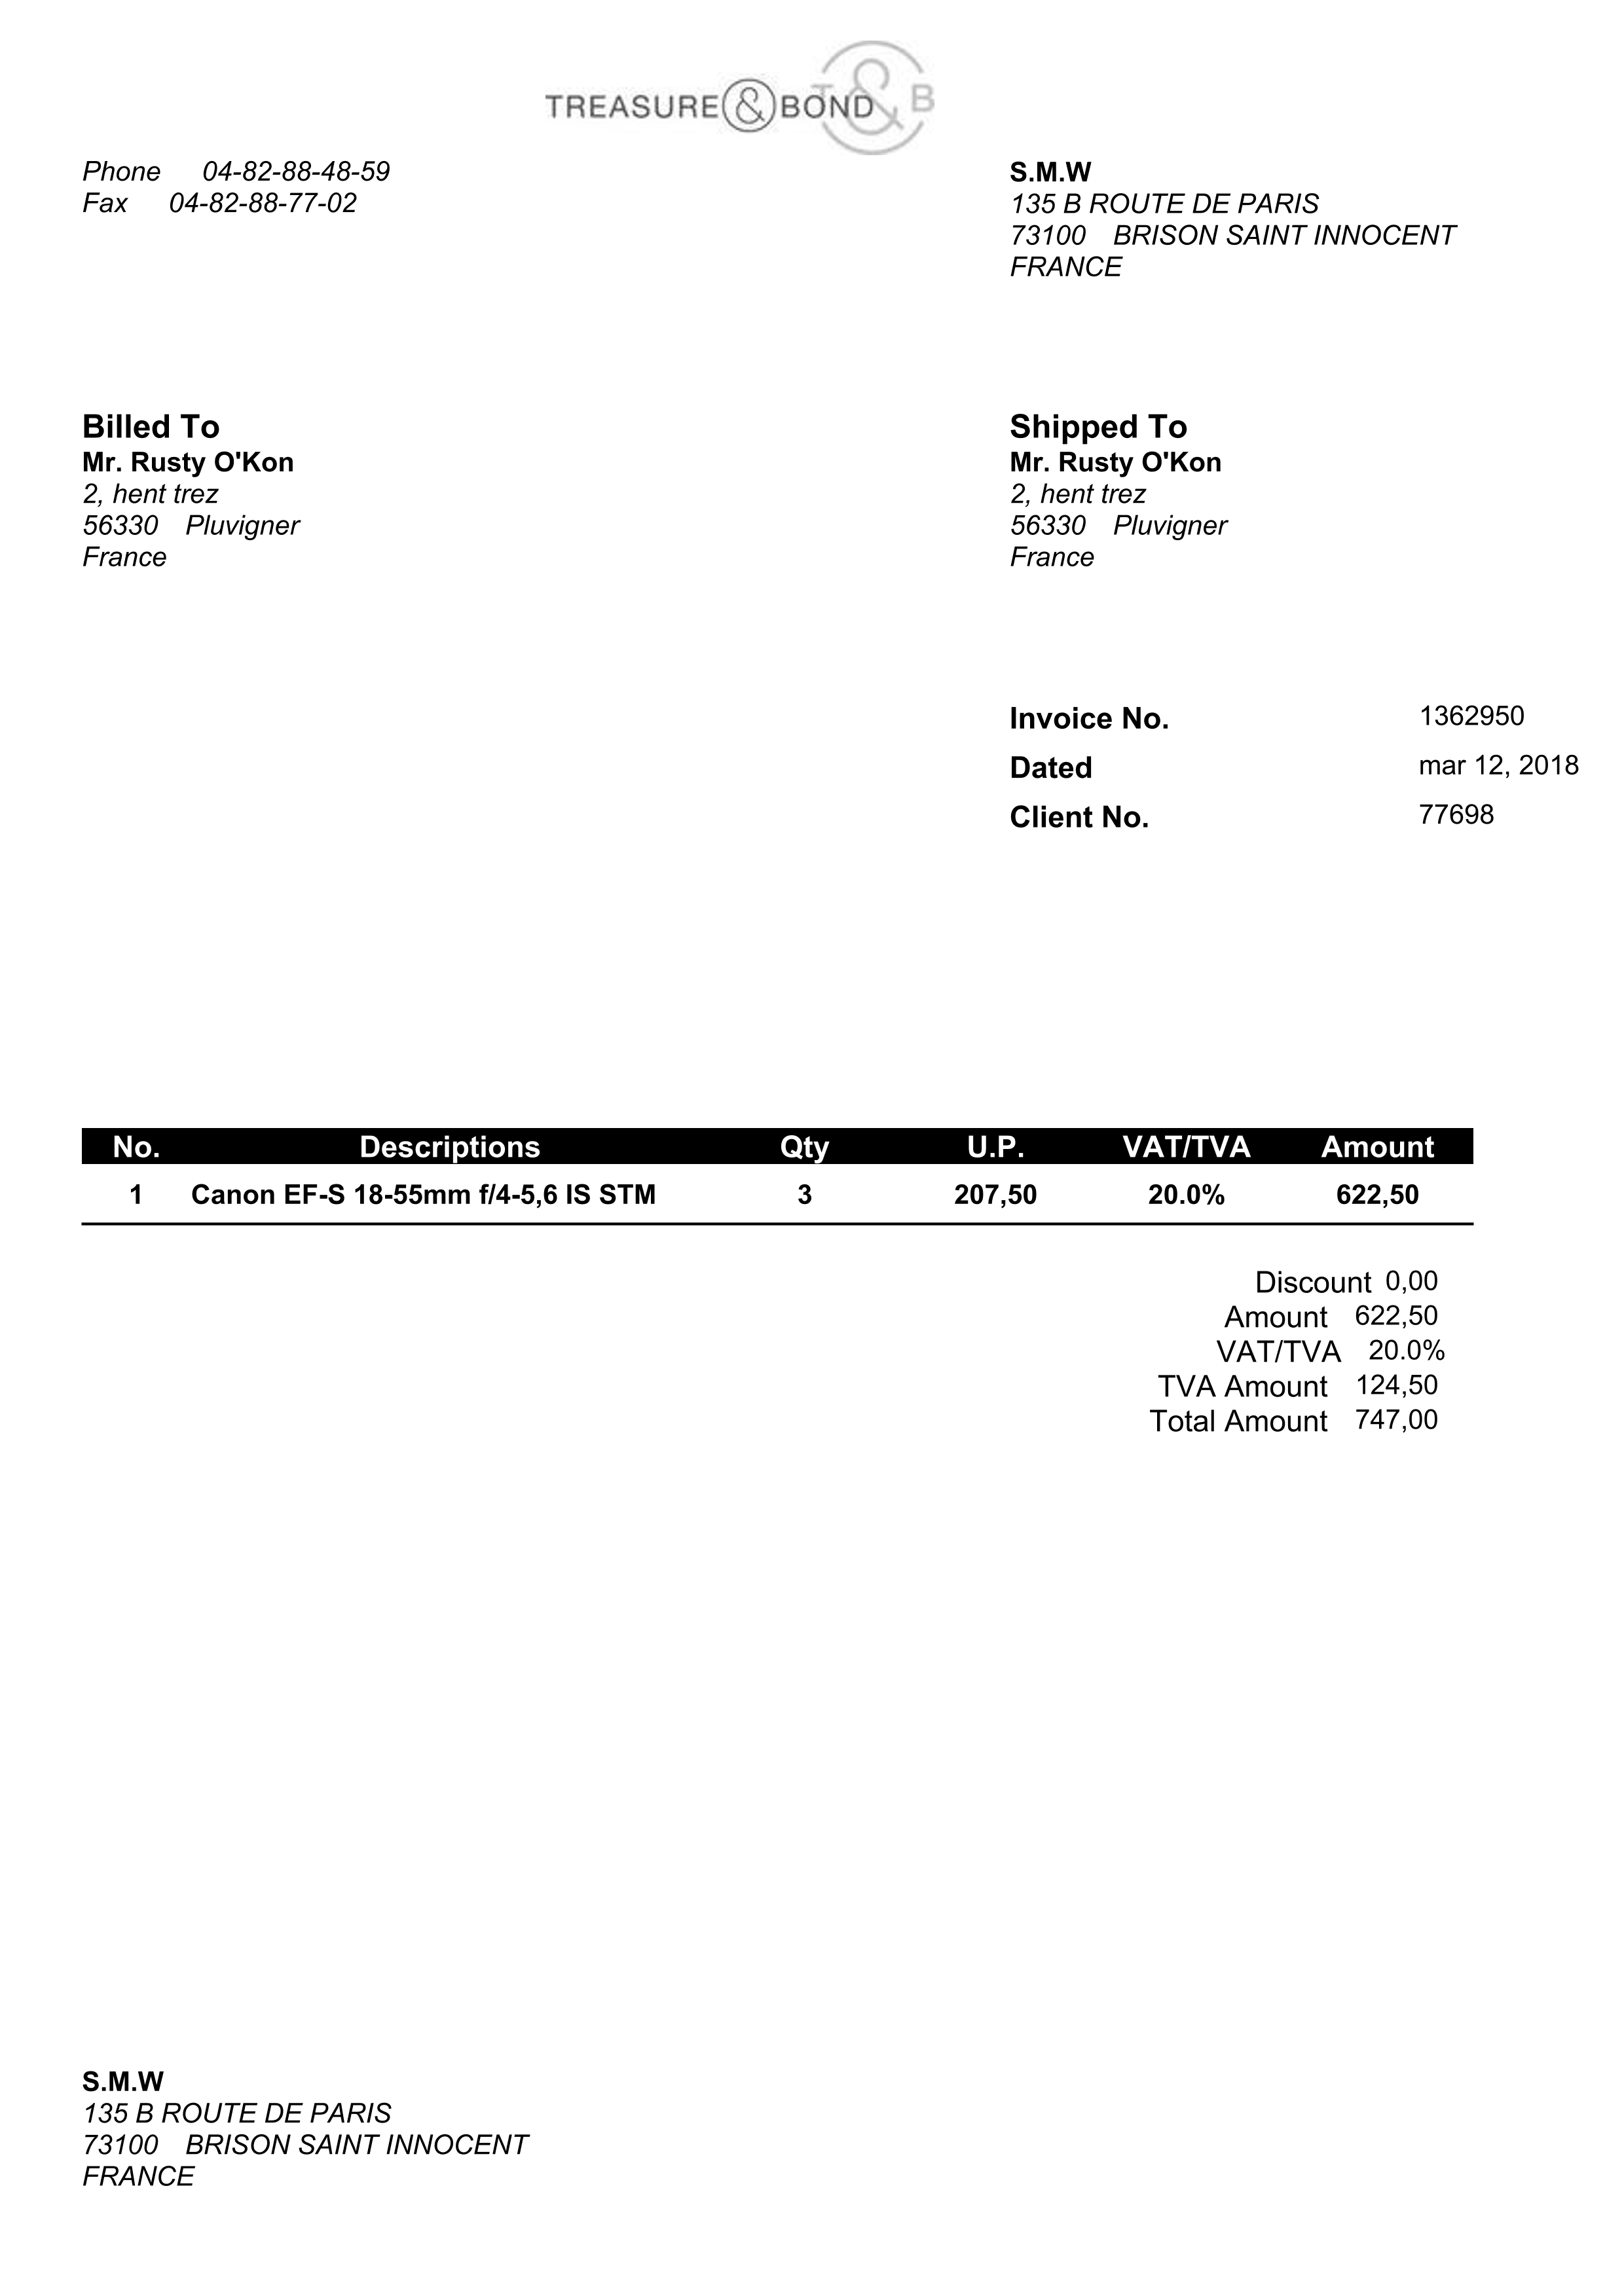 TREASURE & BOND T & B
Phone 04-82-88-48-59
Fax 04-82-88-77-02
S.M.W
135 B ROUTE DE PARIS
73100 BRISON SAINT INNOCENT
FRANCE
Billed To
Mr. Rusty O'Kon
2, hent trez
56330 Pluvigner
France
Shipped To
Mr. Rusty O'Kon
2, hent trez
56330 Pluvigner
France
Invoice No. 1362950
Dated mar 12, 2018
Client No. 77698
No. Descriptions Qty U.P. VAT/TVA Amount
1 Canon EF-S 18-55mm f/4-5,6 IS STM 3 207,50 20.0% 622,50
Discount 0,00
Amount 622,50
VAT/TVA 20.0%
TVA Amount 124,50
Total Amount 747,00
S.M.W
135 B ROUTE DE PARIS
73100 BRISON SAINT INNOCENT
FRANCE